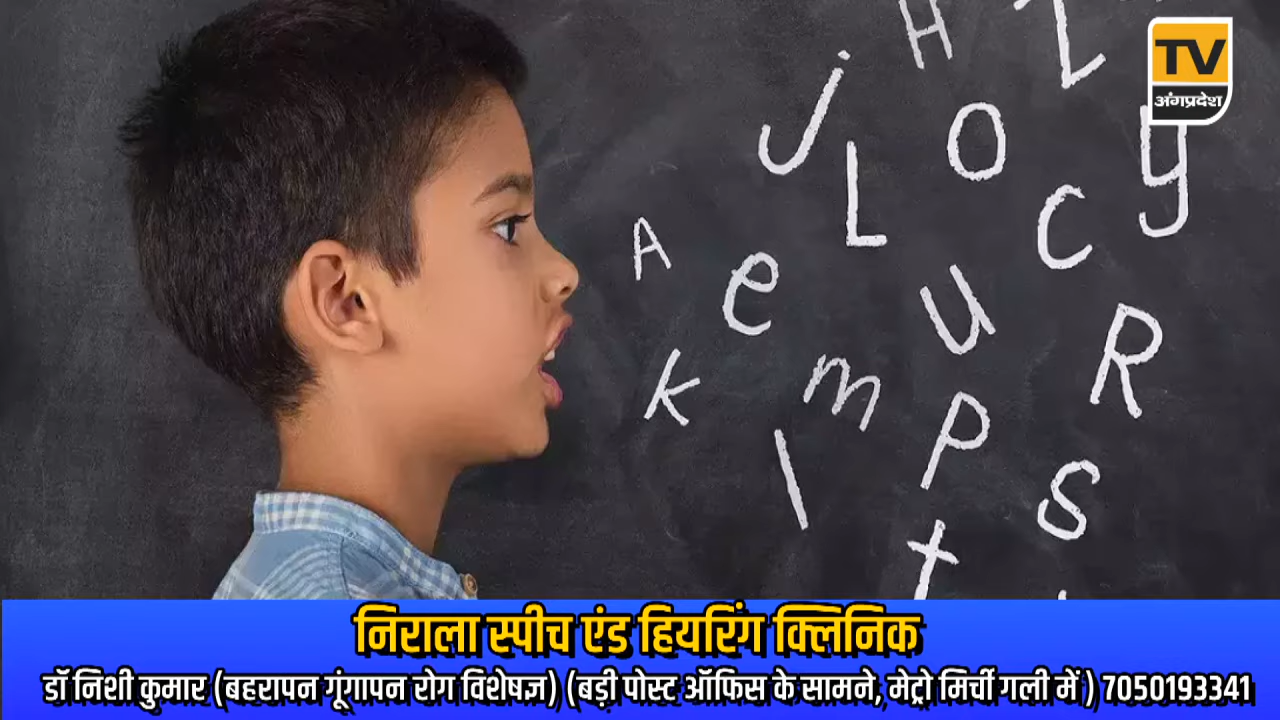 H
L
TV
अंगप्रदेश
J
O
y
L
C
A
e
u
R
K
m
P
l
S
t
निराला स्पीच एंड हियरिंग क्लिनिक
डॉ निशी कुमार (बहरापन गूंगापन रोग विशेषज्ञ) (बड़ी पोस्ट ऑफिस के सामने, मेट्रो मिर्ची गली में ) 7050193341